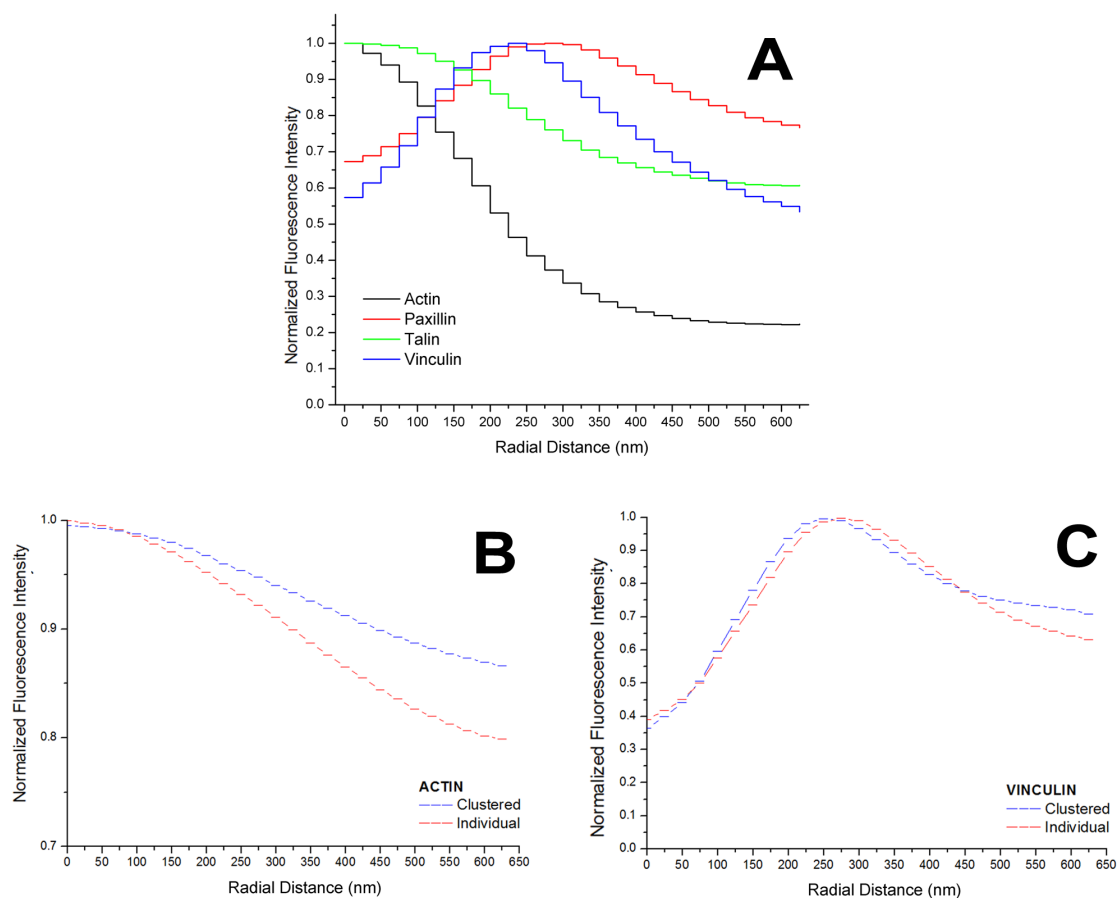 A
1.0
0.9
0.8
0.7
0.6
0.5
0.4
0.3
0.2
0.1
0.0
Normalized Fluorescence Intensity
Actin
Paxillin
Talin
Vinculin
0 50 100 150 200 250 300 350 400 450 500 550 600
Radial Distance (nm)
B
1.0
0.9
0.8
0.7
Normalized Fluorescence Intensity
ACTIN
Clustered
Individual
0 50 100 150 200 250 300 350 400 450 500 550 600 650
Radial Distance (nm)
C
1.0
0.9
0.8
0.7
0.6
0.5
0.4
0.3
0.2
0.1
0.0
Normalized Fluorescence Intensity
VINCULIN
Clustered
Individual
0 50 100 150 200 250 300 350 400 450 500 550 600 650
Radial Distance (nm)